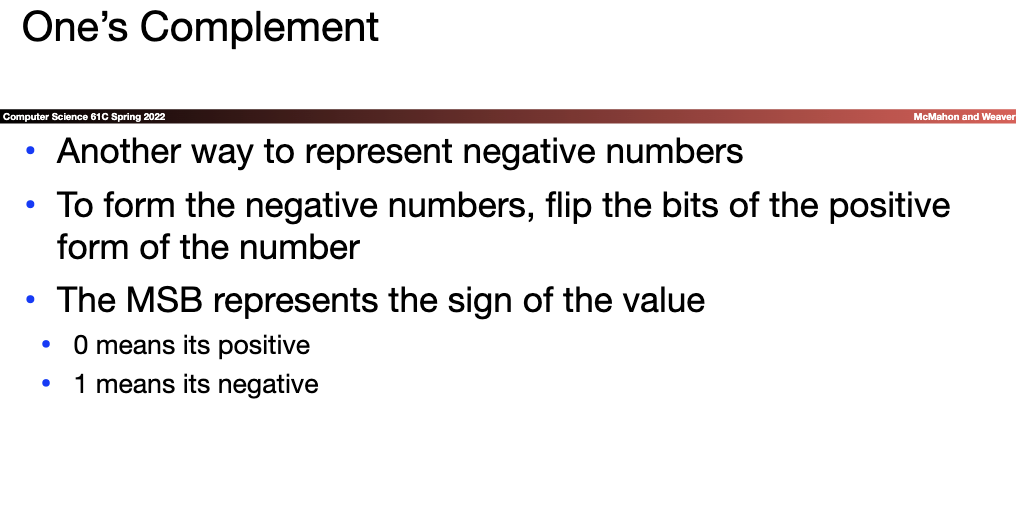 One’s Complement
Computer Science 61C Spring 2022
McMahon and Weaver
• Another way to represent negative numbers
• To form the negative numbers, flip the bits of the positive
form of the number
• The MSB represents the sign of the value
• 0 means its positive
• 1 means its negative